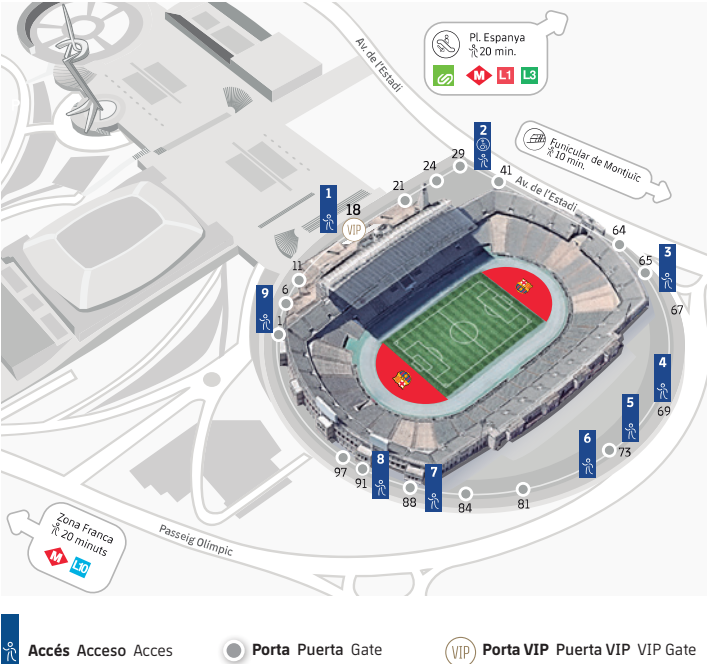 Pl. Espanya
20 min.
M L1 L3
Av. de l'Estadi
Funicular de Montjuïc
10 min.
2
29
24
41
Av. de l'Estadi
21
1
18
VIP
64
3
65
11
6
9
1
67
4
69
5
73
6
97
91
8
7
88
84
81
Zona Franca
20 minuts
M L10
Passeig Olímpic
Accés Acceso Acces
Porta Puerta Gate
VIP Porta VIP Puerta VIP VIP Gate